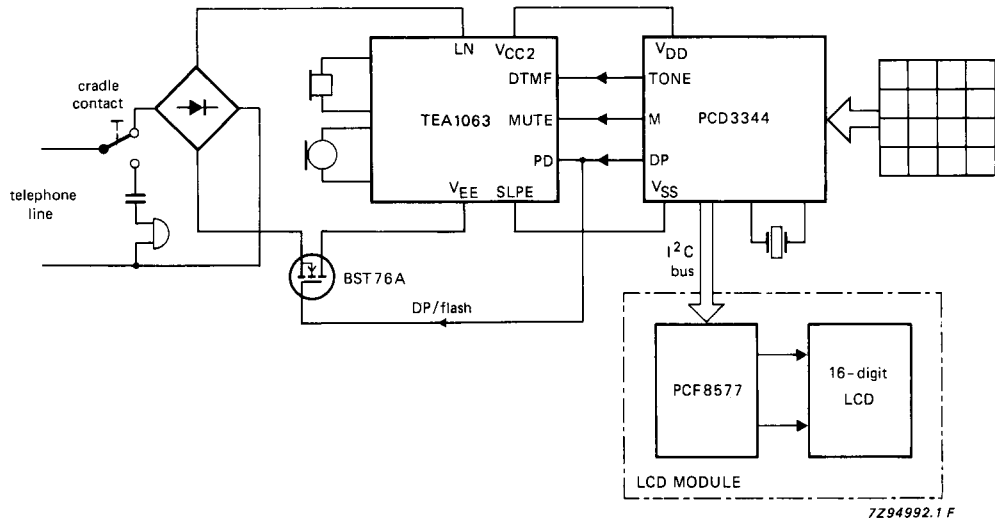 cradle
contact
telephone
line
LN
VCC2
DTMF
TEA1063
MUTE
PD
VEE
SLPE
VDD
TONE
M
PCD3344
DP
VSS
I²C
bus
BST76A
DP/flash
PCF8577
16-digit
LCD
LCD MODULE
7Z94992.1 F